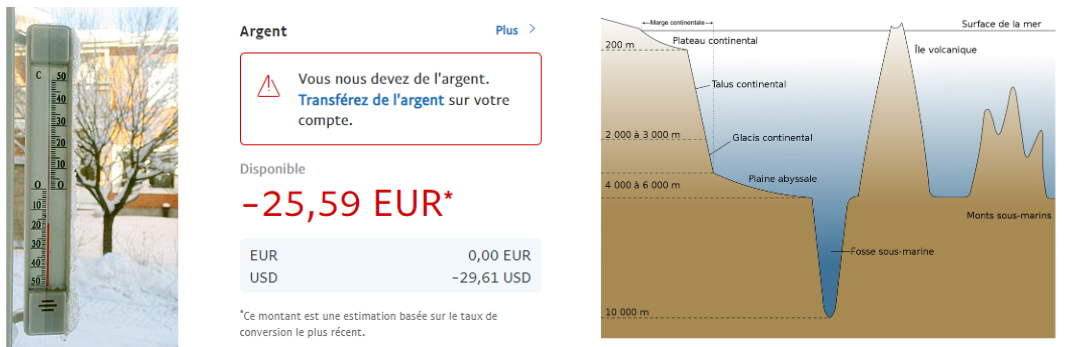 C
50
40
30
20
10
0 0
10
20
30
40
50
Argent
Plus
Vous nous devez de l'argent.
Transférez de l'argent sur votre
compte.
Disponible
-25,59 EUR*
EUR 0,00 EUR
USD -29,61 USD
*Ce montant est une estimation basée sur le taux de
conversion le plus récent.
Marge continentale
Surface de la mer
Plateau continental
200 m
Île volcanique
Talus continental
2 000 à 3 000 m
Glacis continental
Plaine abyssale
4 000 à 6 000 m
Monts sous-marins
Fosse sous-marine
10 000 m